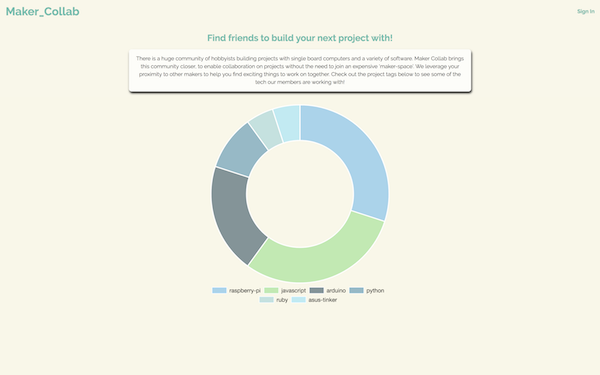 Maker_Collab
Sign in
Find friends to build your next project with!
There is a huge community of hobbyists building projects with single board computers and a variety of software. Maker Collab brings
this community closer, to enable collaboration on projects without the need to join an expensive 'maker-space'. We leverage your
proximity to other makers to help you find exciting things to work on together. Check out the project tags below to see some of the
tech our members are working with!
raspberry-pi javascript arduino python
ruby asus-tinker